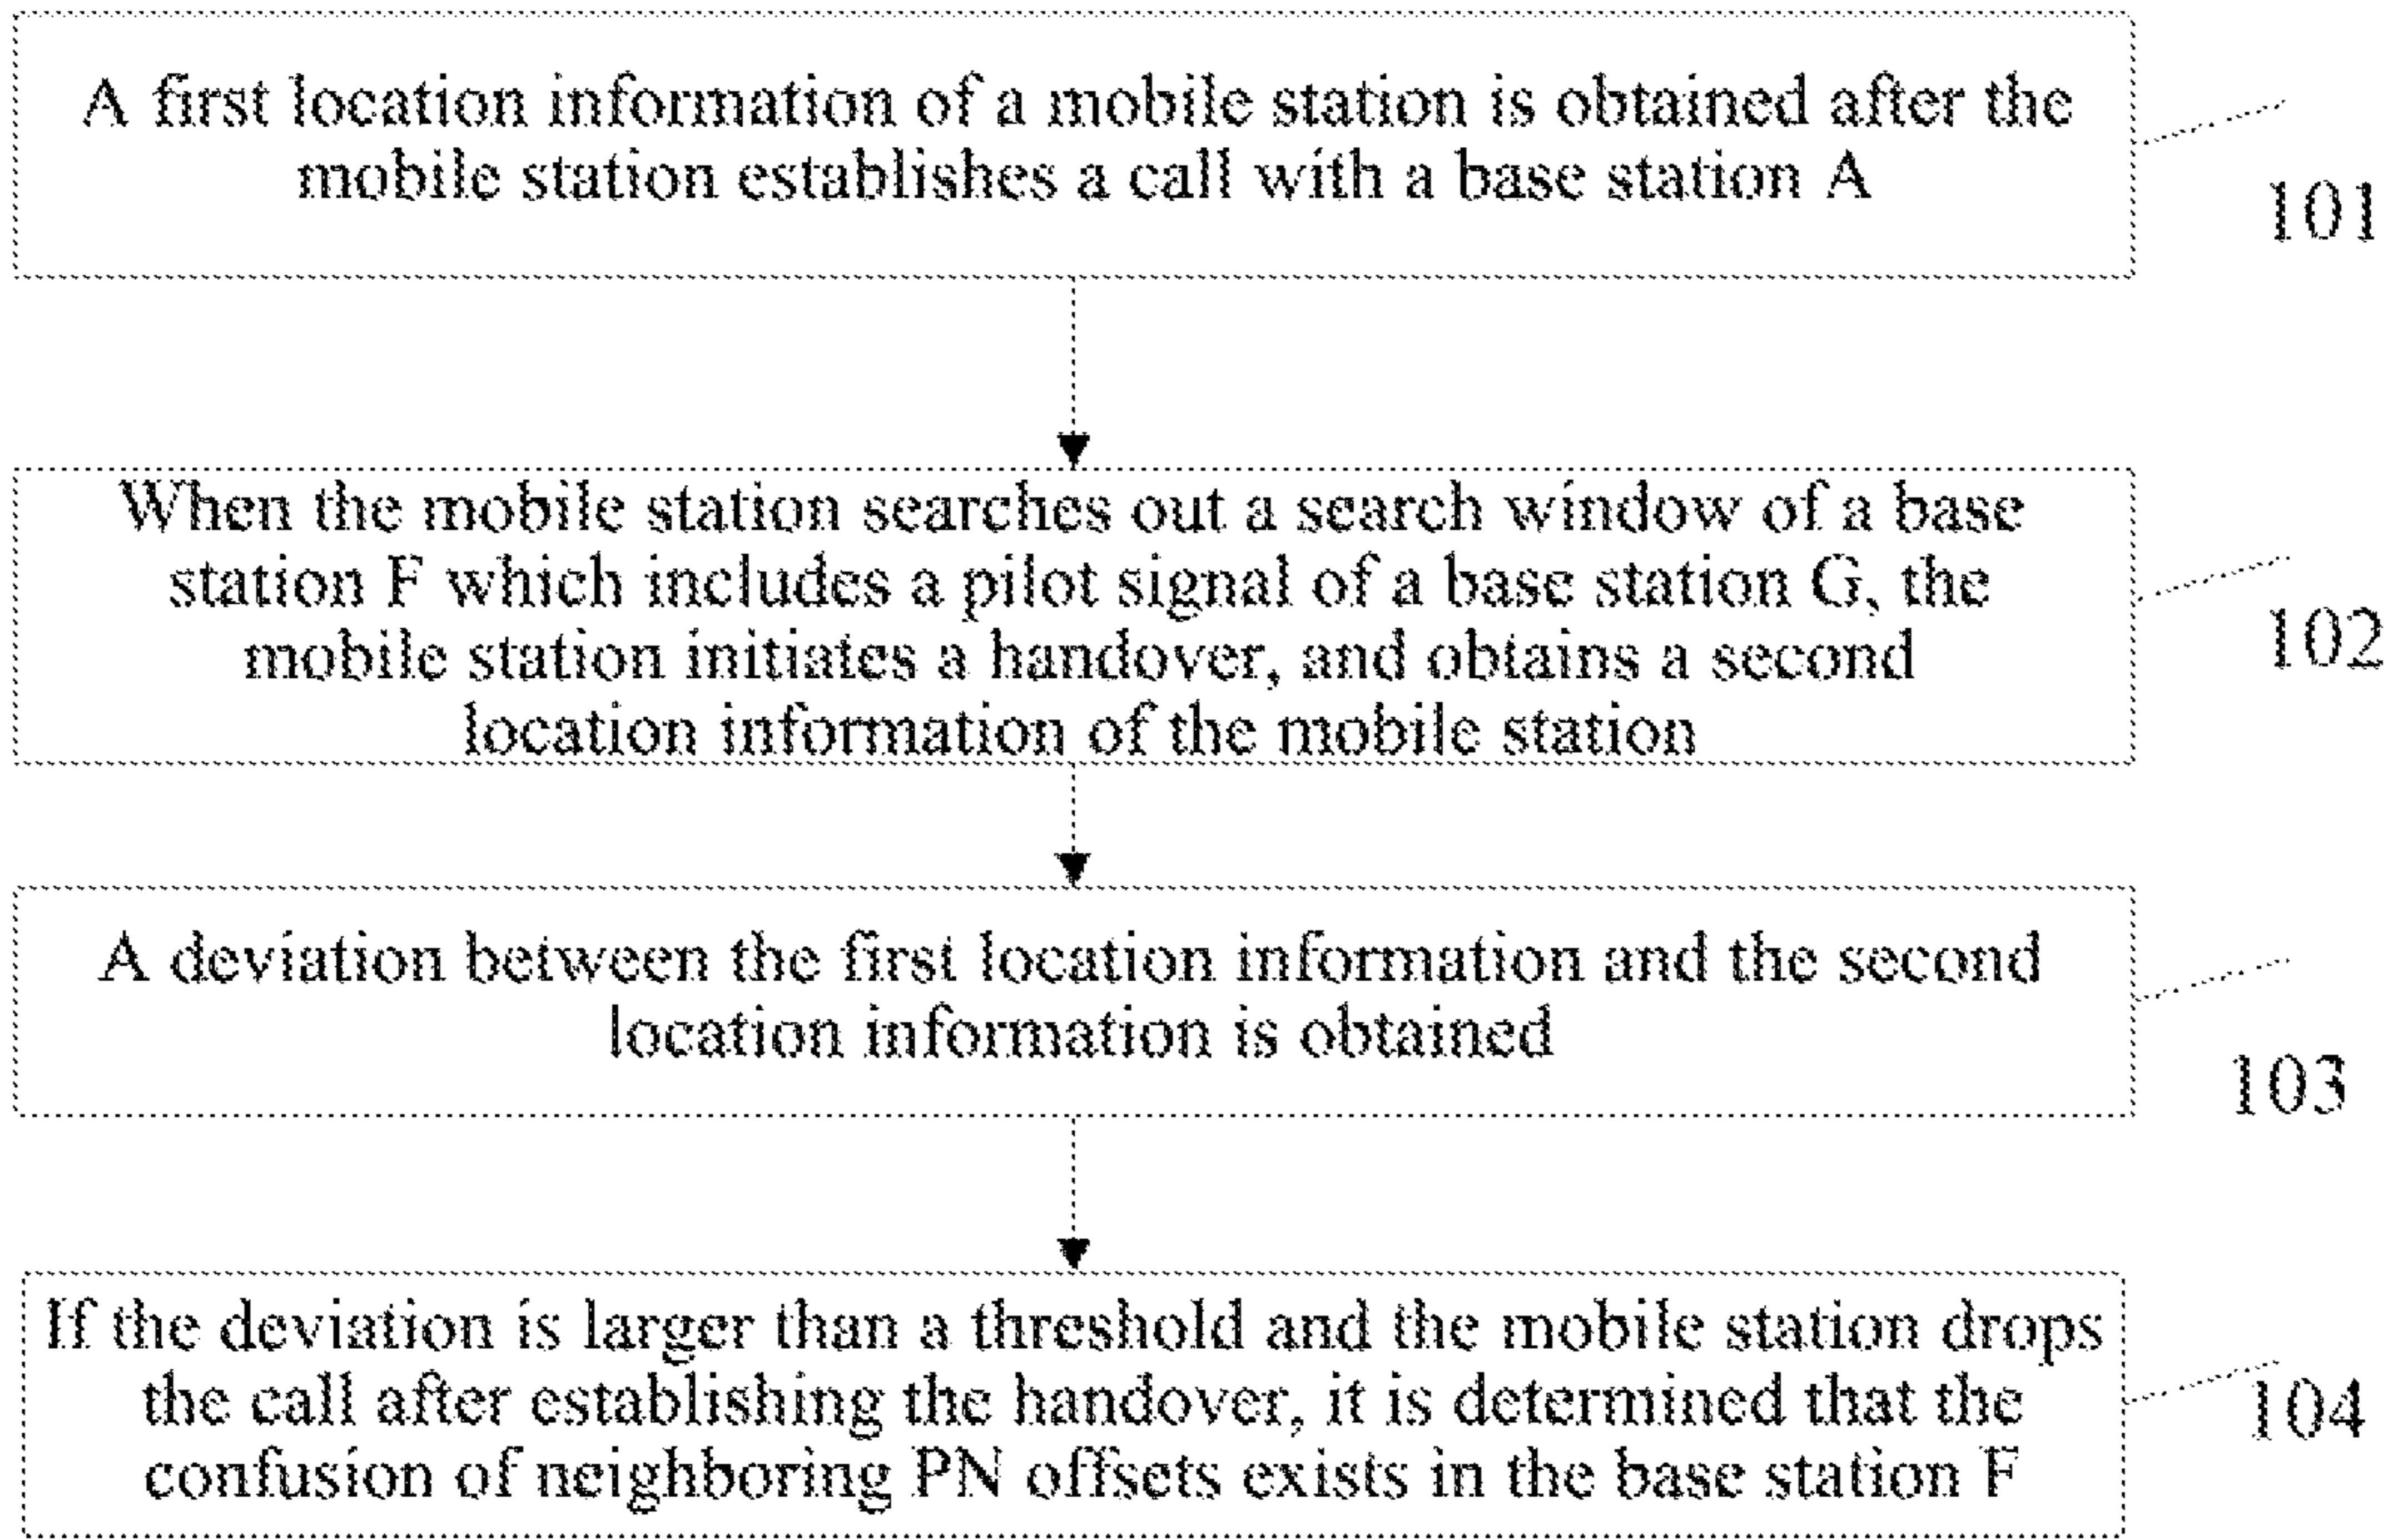 A first location information of a mobile station is obtained after the
mobile station establishes a call with a base station A
101
When the mobile station searches out a search window of a base
station F which includes a pilot signal of a base station G, the
mobile station initiates a handover, and obtains a second
location information of the mobile station
102
A deviation between the first location information and the second
location information is obtained
103
If the deviation is larger than a threshold and the mobile station drops
the call after establishing the handover, it is determined that the
confusion of neighboring PN offsets exists in the base station F
104